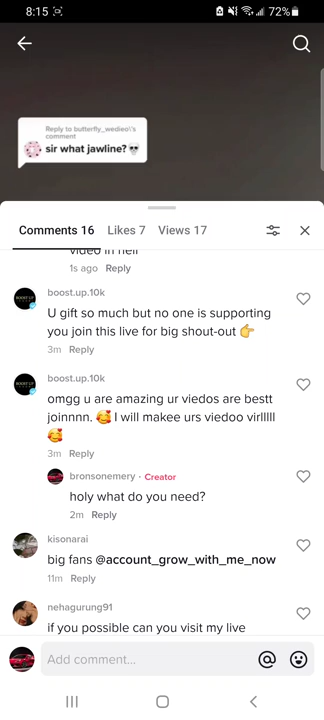 8:15
72%
Reply to butterfly_wedieo\'s
comment
sir what jawline?💀
Comments 16
Likes 7
Views 17
video in hell
1s ago Reply
boost.up.10k
U gift so much but no one is supporting
you join this live for big shout-out 👉
3m Reply
boost.up.10k
omgg u are amazing ur viedos are bestt
joinnnn. 🥰 I will makee urs viedoo virlllll
🥰
3m Reply
bronsonemery · Creator
holy what do you need?
2m Reply
kisonarai
big fans @account_grow_with_me_now
11m Reply
nehagurung91
if you possible can you visit my live
Add comment...